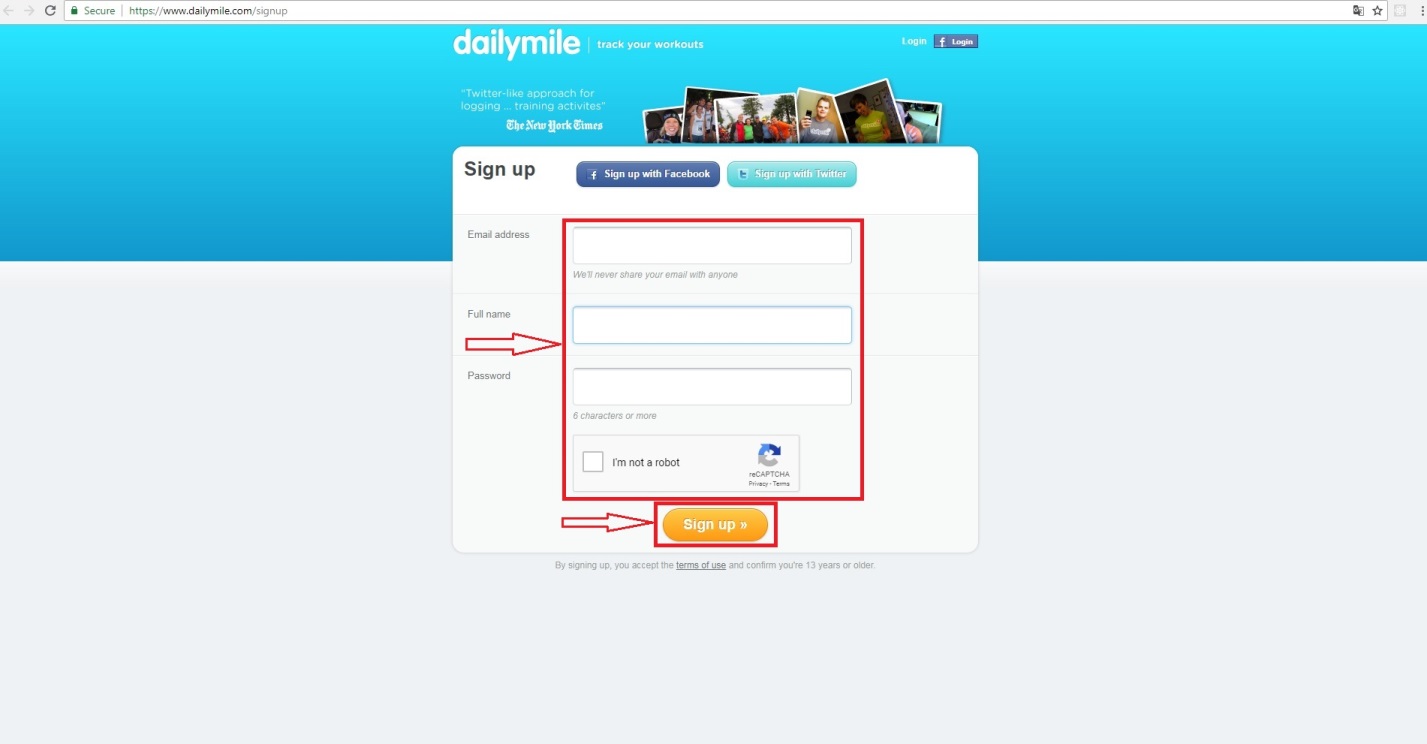 Secure | https://www.dailymile.com/signup
dailymile | track your workouts
Login
f Login
"Twitter-like approach for
logging ... training activites"
The New York Times
Sign up
Sign up with Facebook
Sign up with Twitter
Email address
We'll never share your email with anyone
Full name
Password
6 characters or more
I'm not a robot
reCAPTCHA
Privacy - Terms
Sign up »
By signing up, you accept the terms of use and confirm you're 13 years or older.